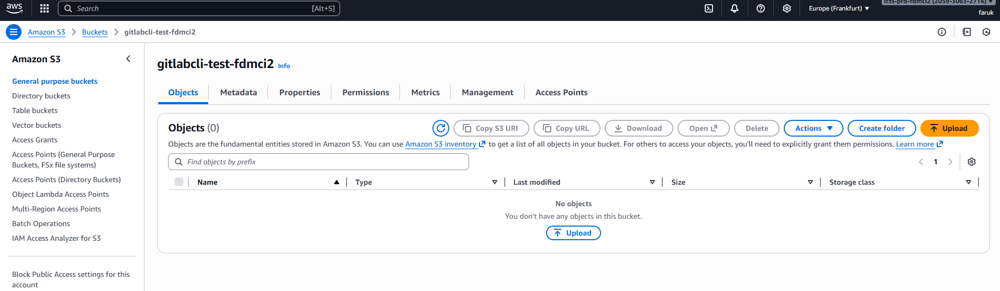 aws Search [Alt+S] Europe (Frankfurt) icts-prd-fdmci2 (2059-3063-2714)
faruk
Amazon S3 Buckets gitlabcli-test-fdmci2
Amazon S3
General purpose buckets
Directory buckets
Table buckets
Vector buckets
Access Grants
Access Points (General Purpose
Buckets, FSx file systems)
Access Points (Directory Buckets)
Object Lambda Access Points
Multi-Region Access Points
Batch Operations
IAM Access Analyzer for S3
Block Public Access settings for this
account
gitlabcli-test-fdmci2 Info
Objects Metadata Properties Permissions Metrics Management Access Points
Objects (0) Copy S3 URI Copy URL Download Open Delete Actions Create folder Upload
Objects are the fundamental entities stored in Amazon S3. You can use Amazon S3 inventory to get a list of all objects in your bucket. For others to access your objects, you'll need to explicitly grant them permissions. Learn more
Find objects by prefix 1
Name Type Last modified Size Storage class
No objects
You don't have any objects in this bucket.
Upload